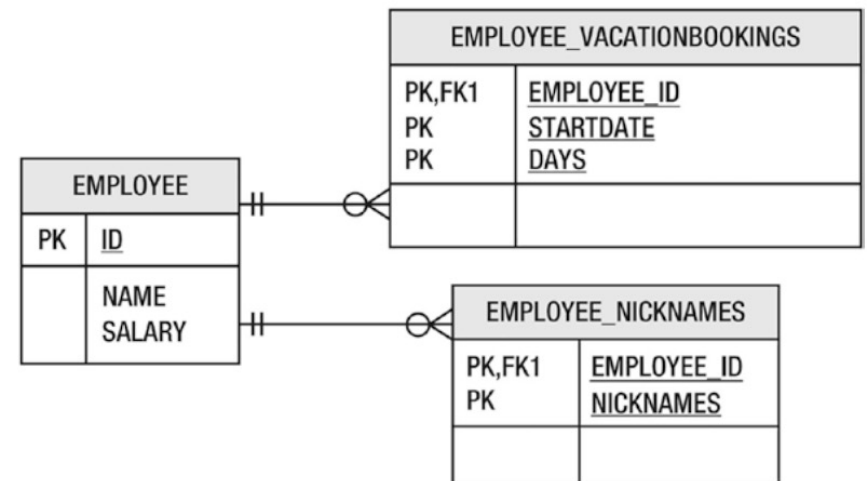 EMPLOYEE_VACATIONBOOKINGS
PK,FK1 EMPLOYEE_ID
PK STARTDATE
PK DAYS
EMPLOYEE
PK ID
NAME
SALARY
EMPLOYEE_NICKNAMES
PK,FK1 EMPLOYEE_ID
PK NICKNAMES